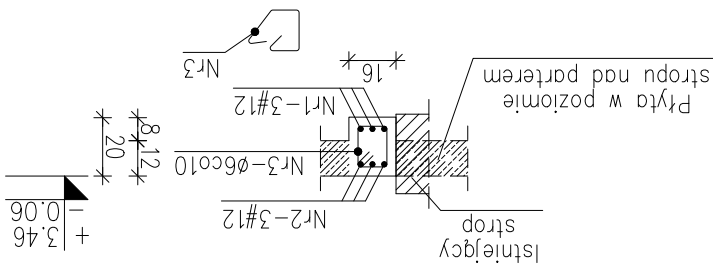 Istniejący
strop
+ 3.46
- 0.06
Nr2-3#12
Nr3-ø6co10
Nr1-3#12
12
8
20
16
Płyta w poziomie
stropu nad parterem
Nr3